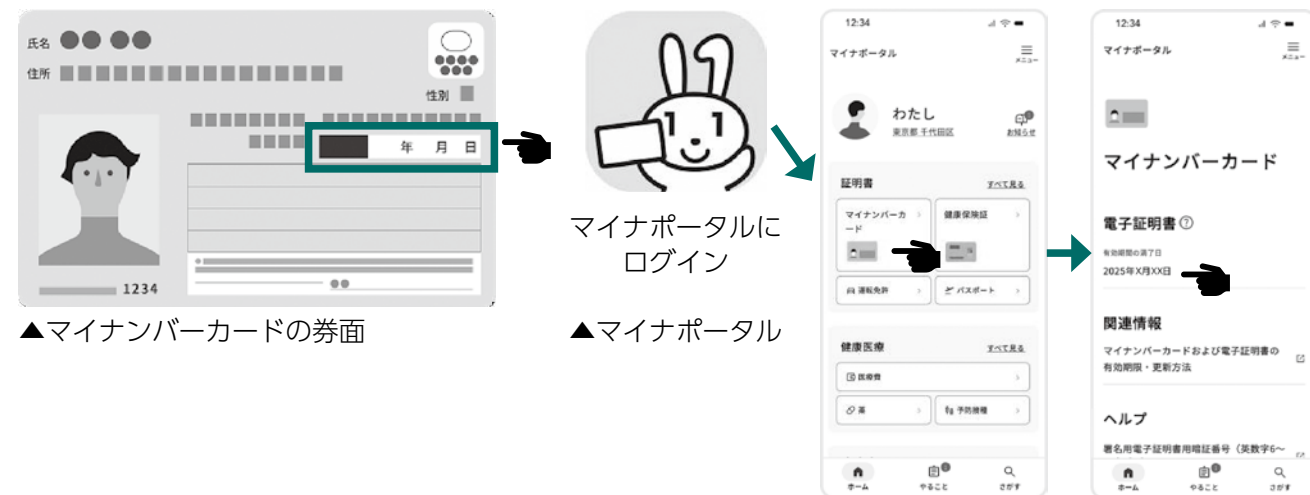 氏名
住所
性別
年 月 日
1234
▲マイナンバーカードの券面
マイナポータルに
ログイン
▲マイナポータル
12:34
マイナポータル
メニュー
わたし
東京都 千代田区
お知らせ
証明書
すべて見る
マイナンバーカ
ード
健康保険証
運転免許
パスポート
健康医療
すべて見る
医療費
薬
予防接種
ホーム
やること
さがす
12:34
マイナポータル
メニュー
マイナンバーカード
電子証明書
有効期間の満了日
2025年X月XX日
関連情報
マイナンバーカードおよび電子証明書の
有効期限・更新方法
ヘルプ
署名用電子証明書用暗証番号（英数字6〜
ホーム
やること
さがす